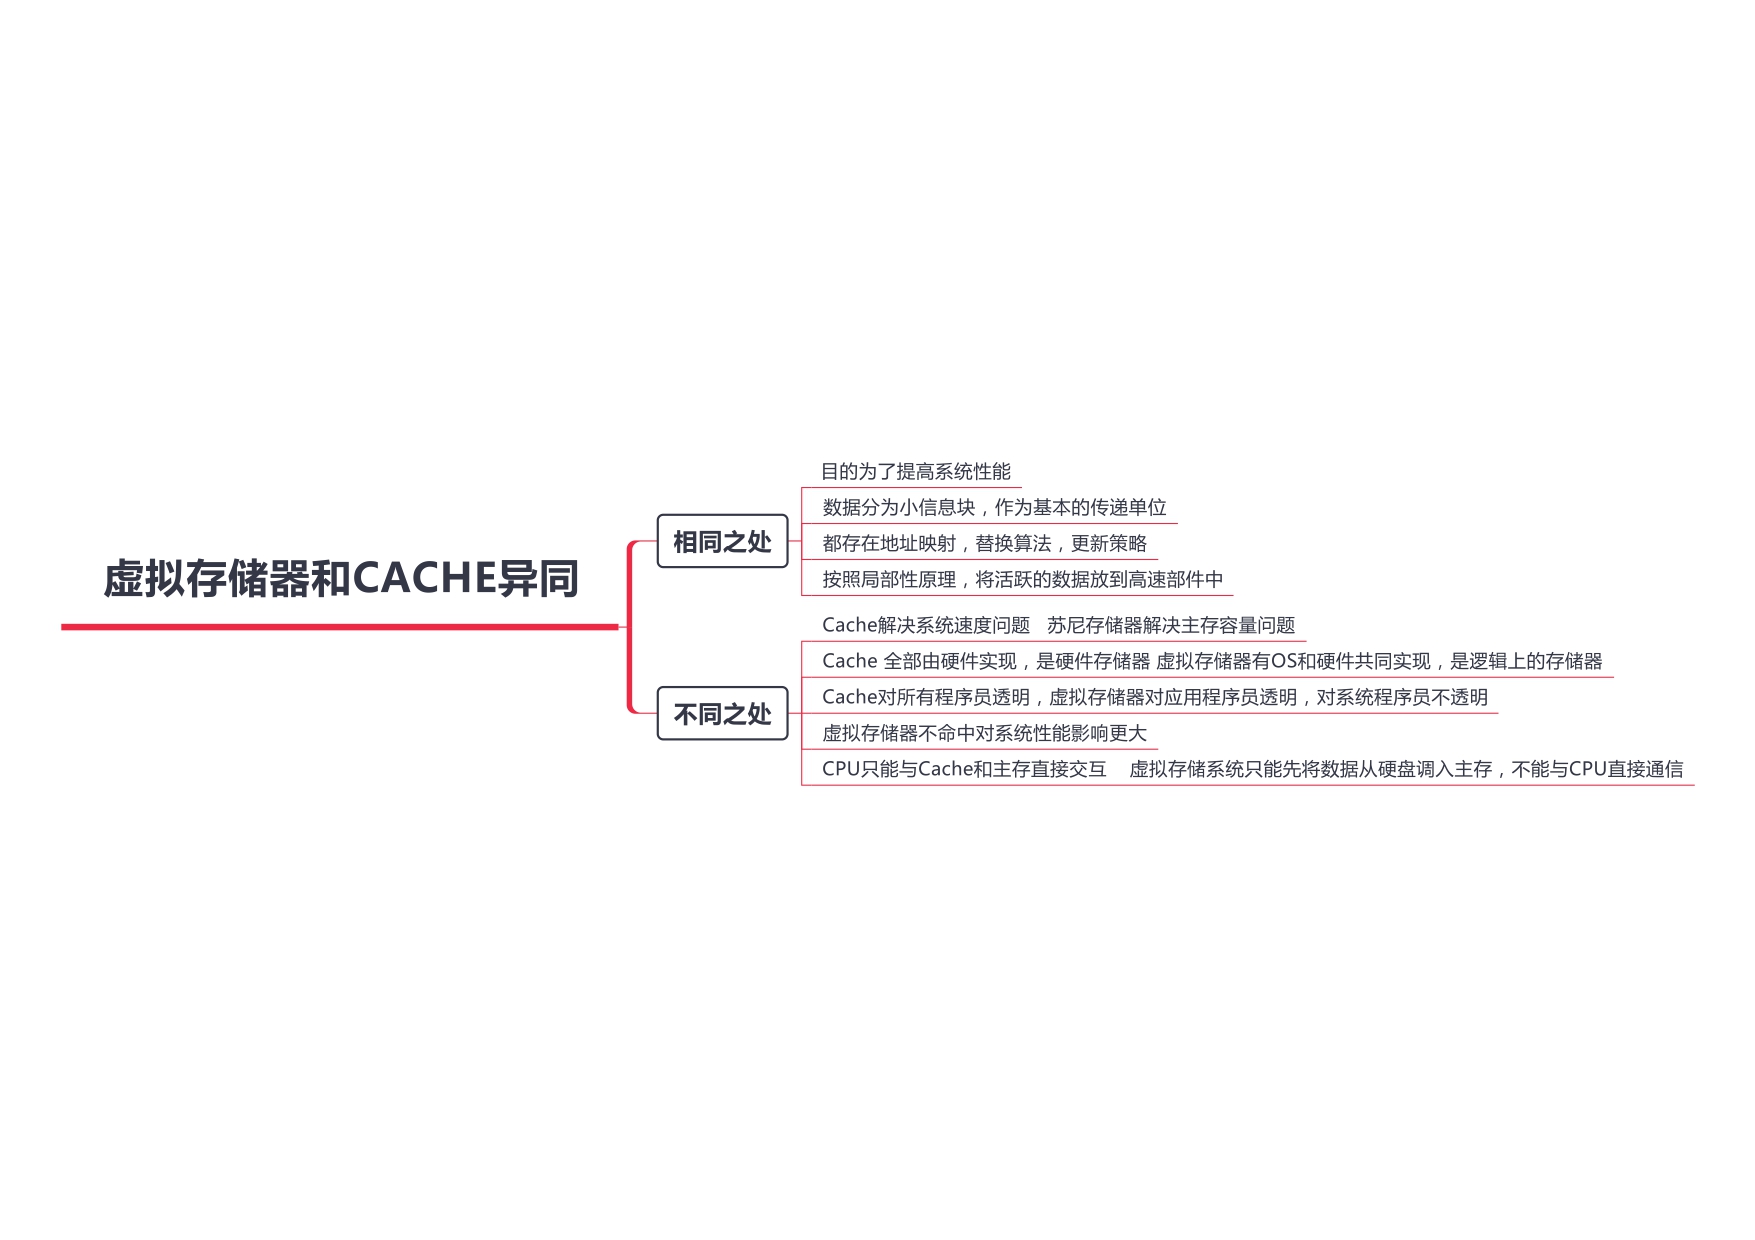 虚拟存储器和CACHE异同
相同之处
目的为了提高系统性能
数据分为小信息块，作为基本的传递单位
都存在地址映射，替换算法，更新策略
按照局部性原理，将活跃的数据放到高速部件中
不同之处
Cache解决系统速度问题 苏尼存储器解决主存容量问题
Cache 全部由硬件实现，是硬件存储器 虚拟存储器有OS和硬件共同实现，是逻辑上的存储器
Cache对所有程序员透明，虚拟存储器对应用程序员透明，对系统程序员不透明
虚拟存储器不命中对系统性能影响更大
CPU只能与Cache和主存直接交互 虚拟存储系统只能先将数据从硬盘调入主存，不能与CPU直接通信